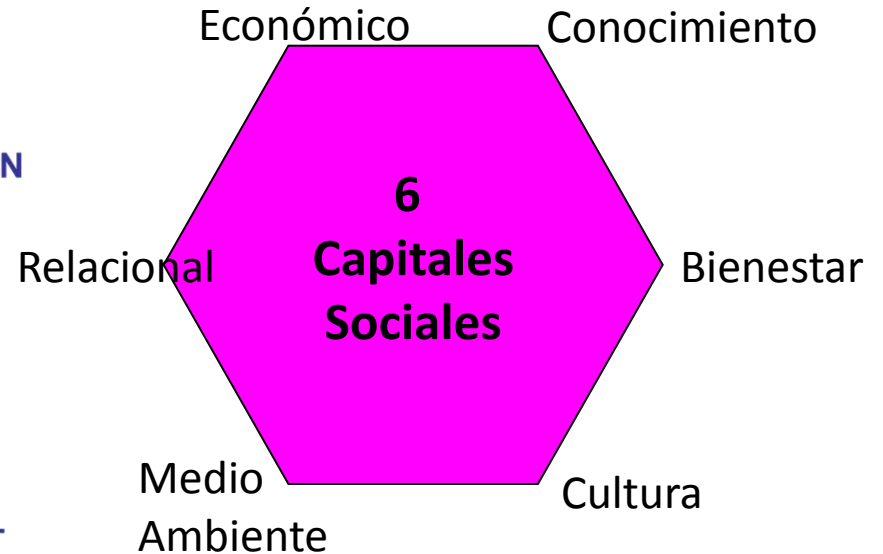 Económico
Conocimiento
N
6
Capitales
Sociales
Relacional
Bienestar
Medio
Ambiente
Cultura